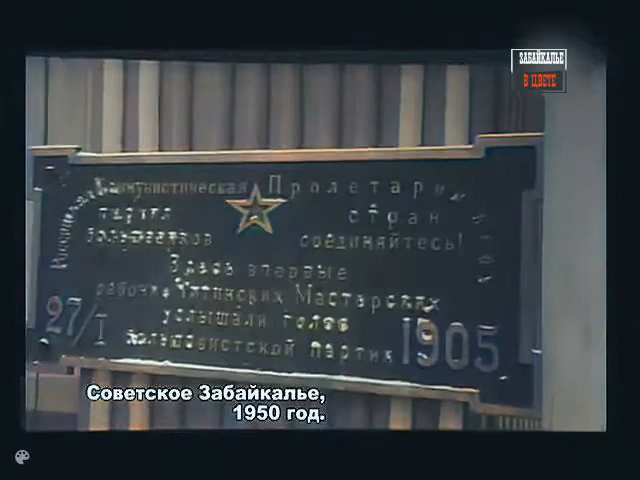 ЗАБАЙКАЛЬЕ
В ЦВЕТЕ
Коммунистическая Пролетарии
партия стран
большевиков соединяйтесь!
Здесь впервые
рабочие Читинских Мастерских
услышали голос
большевистской партии
27/I 1905
Советское Забайкалье,
1950 год.